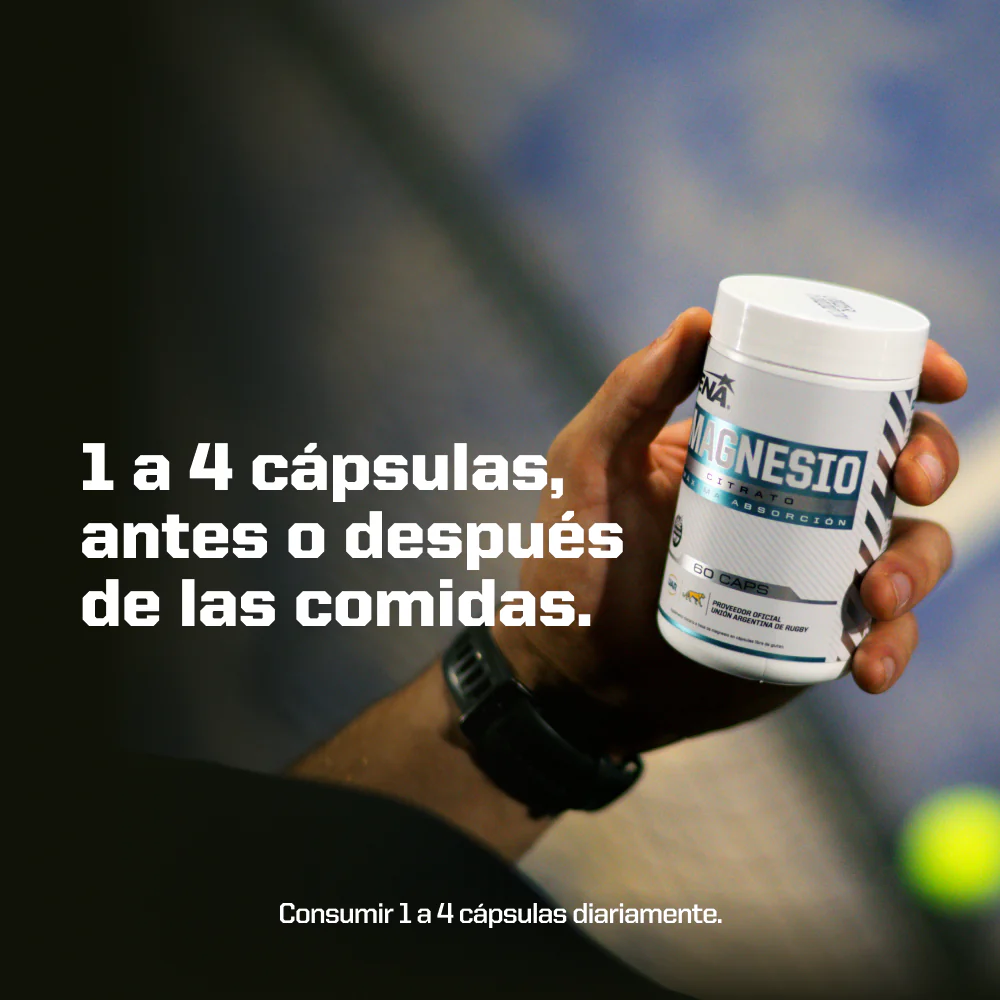 1 a 4 cápsulas,
antes o después
de las comidas.
ENA
MAGNESIO
CITRATO
MÁXIMA ABSORCIÓN
60 CAPS
PROVEEDOR OFICIAL
UNIÓN ARGENTINA DE RUGBY
Consumir 1 a 4 cápsulas diariamente.